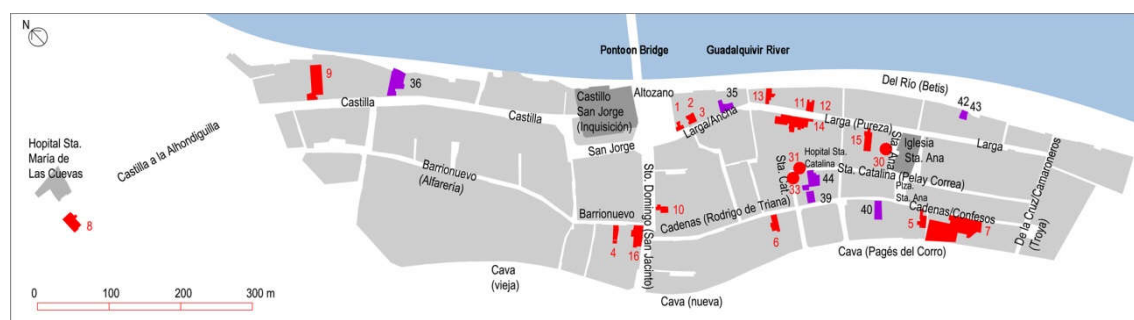 N
Pontoon Bridge
Guadalquivir River
9
36
Castilla
Castilla
Castillo
San Jorge
(Inquisición)
Altozano
San Jorge
1
2
3
35
Larga/Ancha
13
11
12
14
Larga (Pureza)
Del Río (Betis)
42
43
Larga
15
30
Sta. Ana
Iglesia
Sta. Ana
Hopital Sta.
María de
Las Cuevas
8
Castilla a la Alhondiguilla
Barrionuevo
(Alfarería)
Barrionuevo
Sto. Domingo (San Jacinto)
10
Cadenas (Rodrigo de Triana)
31
Hopital Sta.
Catalina
Sta. Cat.
33
44
39
Sta. Catalina (Pelay Correa)
Plza.
Sta. Ana
40
5
Cadenas/Confesos
7
De la Cruz/Camaroneros
(Troya)
4
16
6
Cava (Pagés del Corro)
Cava
(vieja)
Cava (nueva)
0
100
200
300 m